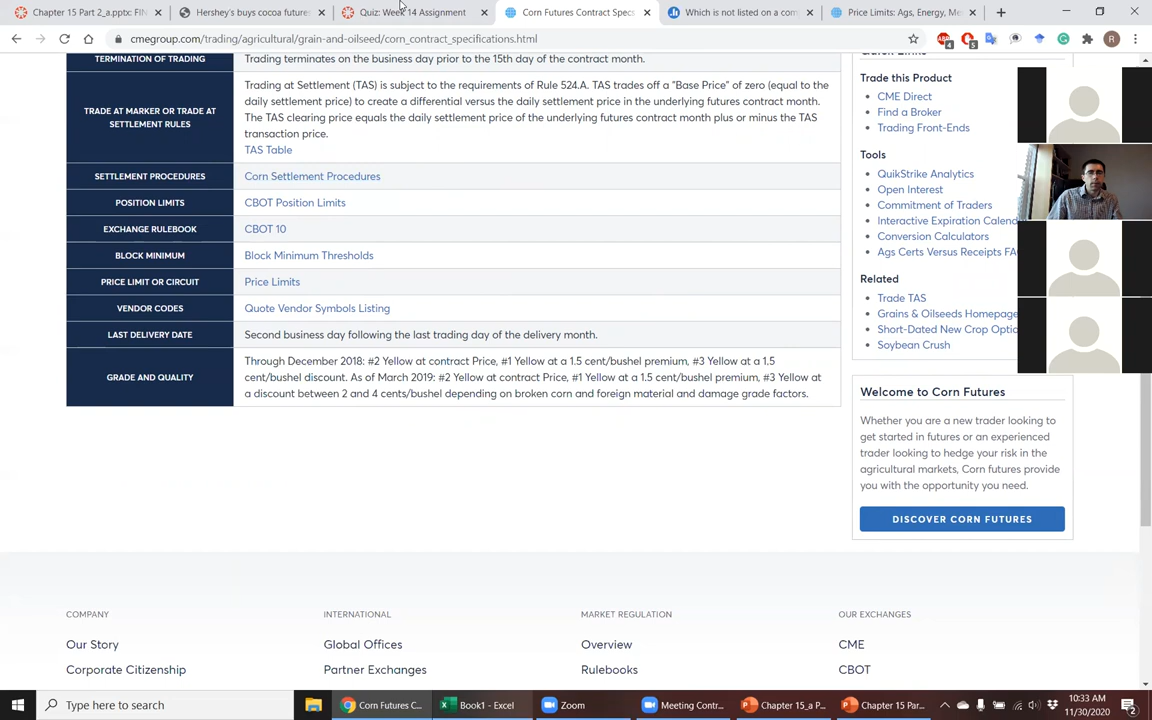 Chapter 15 Part 2_a.pptx: FIN
Hershey's buys cocoa future
Quiz: Week 14 Assignment
Corn Futures Contract Specs
Which is not listed on a com
Price Limits: Ags, Energy, Me
cmegroup.com/trading/agricultural/grain-and-oilseed/corn_contract_specifications.html
TERMINATION OF TRADING
Trading terminates on the business day prior to the 15th day of the contract month.
TRADE AT MARKER OR TRADE AT
SETTLEMENT RULES
Trading at Settlement (TAS) is subject to the requirements of Rule 524.A. TAS trades off a "Base Price" of zero (equal to the
daily settlement price) to create a differential versus the daily settlement price in the underlying futures contract month.
The TAS clearing price equals the daily settlement price of the underlying futures contract month plus or minus the TAS
transaction price.
TAS Table
SETTLEMENT PROCEDURES
Corn Settlement Procedures
POSITION LIMITS
CBOT Position Limits
EXCHANGE RULEBOOK
CBOT 10
BLOCK MINIMUM
Block Minimum Thresholds
PRICE LIMIT OR CIRCUIT
Price Limits
VENDOR CODES
Quote Vendor Symbols Listing
LAST DELIVERY DATE
Second business day following the last trading day of the delivery month.
GRADE AND QUALITY
Through December 2018: #2 Yellow at contract Price, #1 Yellow at a 1.5 cent/bushel premium, #3 Yellow at a 1.5
cent/bushel discount. As of March 2019: #2 Yellow at contract Price, #1 Yellow at a 1.5 cent/bushel premium, #3 Yellow at
a discount between 2 and 4 cents/bushel depending on broken corn and foreign material and damage grade factors.
Quick Links
Trade this Product
CME Direct
Find a Broker
Trading Front-Ends
Tools
QuikStrike Analytics
Open Interest
Commitment of Traders
Interactive Expiration Calend
Conversion Calculators
Ags Certs Versus Receipts FA
Related
Trade TAS
Grains & Oilseeds Homepage
Short-Dated New Crop Optio
Soybean Crush
Welcome to Corn Futures
Whether you are a new trader looking to
get started in futures or an experienced
trader looking to hedge your risk in the
agricultural markets, Corn futures provide
you with the opportunity you need.
DISCOVER CORN FUTURES
COMPANY
Our Story
Corporate Citizenship
INTERNATIONAL
Global Offices
Partner Exchanges
MARKET REGULATION
Overview
Rulebooks
OUR EXCHANGES
CME
CBOT
Type here to search
Corn Futures C...
Book1 - Excel
Zoom
Meeting Contr...
Chapter 15_a P...
Chapter 15 Par...
10:33 AM
11/30/2020
2